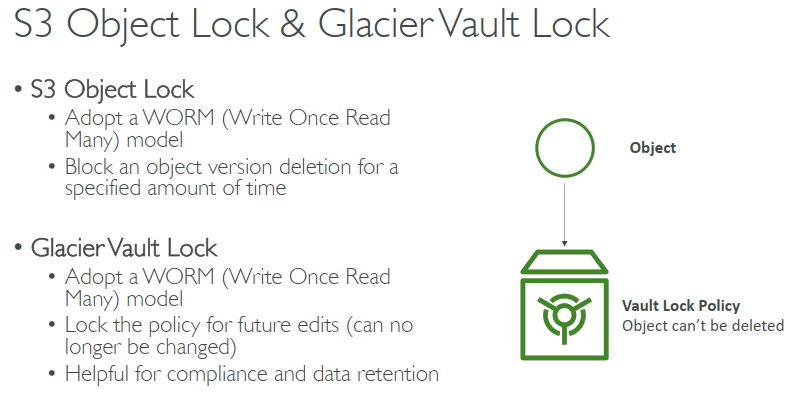 S3 Object Lock & Glacier Vault Lock
• S3 Object Lock
• Adopt a WORM (Write Once Read
Many) model
• Block an object version deletion for a
specified amount of time
• Glacier Vault Lock
• Adopt a WORM (Write Once Read
Many) model
• Lock the policy for future edits (can no
longer be changed)
• Helpful for compliance and data retention
Object
Vault Lock Policy
Object can't be deleted